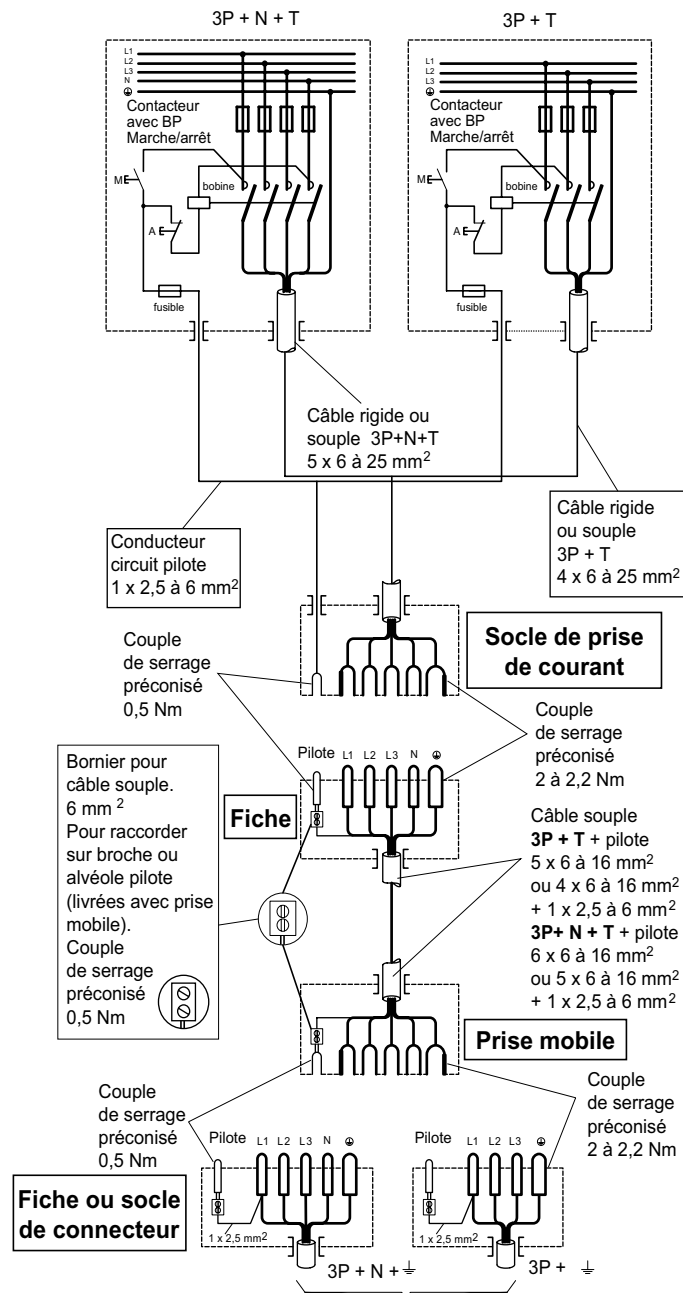 3P + N + T
L1
L2
L3
N
⏚
Contacteur
avec BP
Marche/arrêt
M
bobine
A
fusible
3P + T
L1
L2
L3
⏚
Contacteur
avec BP
Marche/arrêt
M
bobine
A
fusible
Câble rigide ou
souple 3P+N+T
5 x 6 à 25 mm²
Câble rigide
ou souple
3P + T
4 x 6 à 25 mm²
Conducteur
circuit pilote
1 x 2,5 à 6 mm²
Socle de prise
de courant
Couple
de serrage
préconisé
0,5 Nm
Couple
de serrage
préconisé
2 à 2,2 Nm
Pilote L1 L2 L3 N ⏚
Fiche
Bornier pour
câble souple.
6 mm ²
Pour raccorder
sur broche ou
alvéole pilote
(livrées avec prise
mobile).
Couple
de serrage
préconisé
0,5 Nm
Câble souple
3P + T + pilote
5 x 6 à 16 mm²
ou 4 x 6 à 16 mm²
+ 1 x 2,5 à 6 mm²
3P+ N + T + pilote
6 x 6 à 16 mm²
ou 5 x 6 à 16 mm²
+ 1 x 2,5 à 6 mm²
Prise mobile
Couple
de serrage
préconisé
0,5 Nm
Couple
de serrage
préconisé
2 à 2,2 Nm
Pilote L1 L2 L3 N ⏚
Pilote L1 L2 L3 ⏚
Fiche ou socle
de connecteur
1 x 2,5 mm²
1 x 2,5 mm²
3P + N + ⏚
3P + ⏚